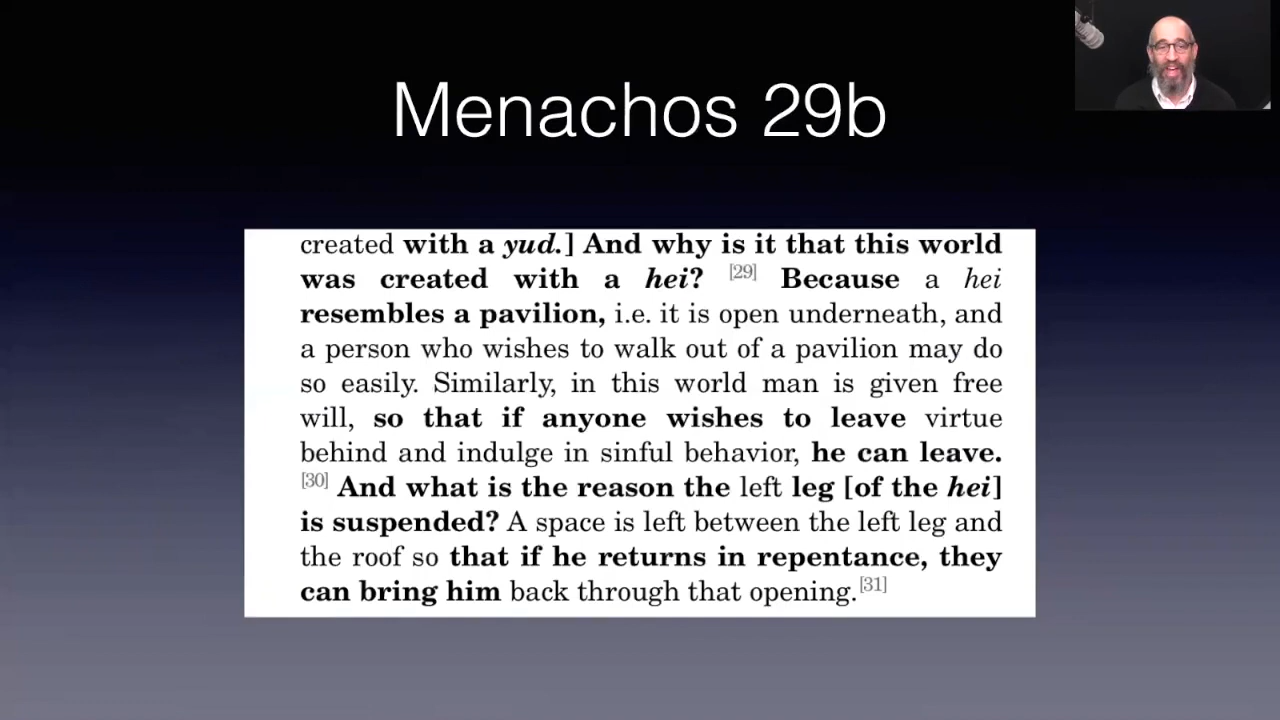 Menachos 29b
created with a yud.] And why is it that this world
was created with a hei? [29] Because a hei
resembles a pavilion, i.e. it is open underneath, and
a person who wishes to walk out of a pavilion may do
so easily. Similarly, in this world man is given free
will, so that if anyone wishes to leave virtue
behind and indulge in sinful behavior, he can leave.
[30] And what is the reason the left leg [of the hei]
is suspended? A space is left between the left leg and
the roof so that if he returns in repentance, they
can bring him back through that opening.[31]